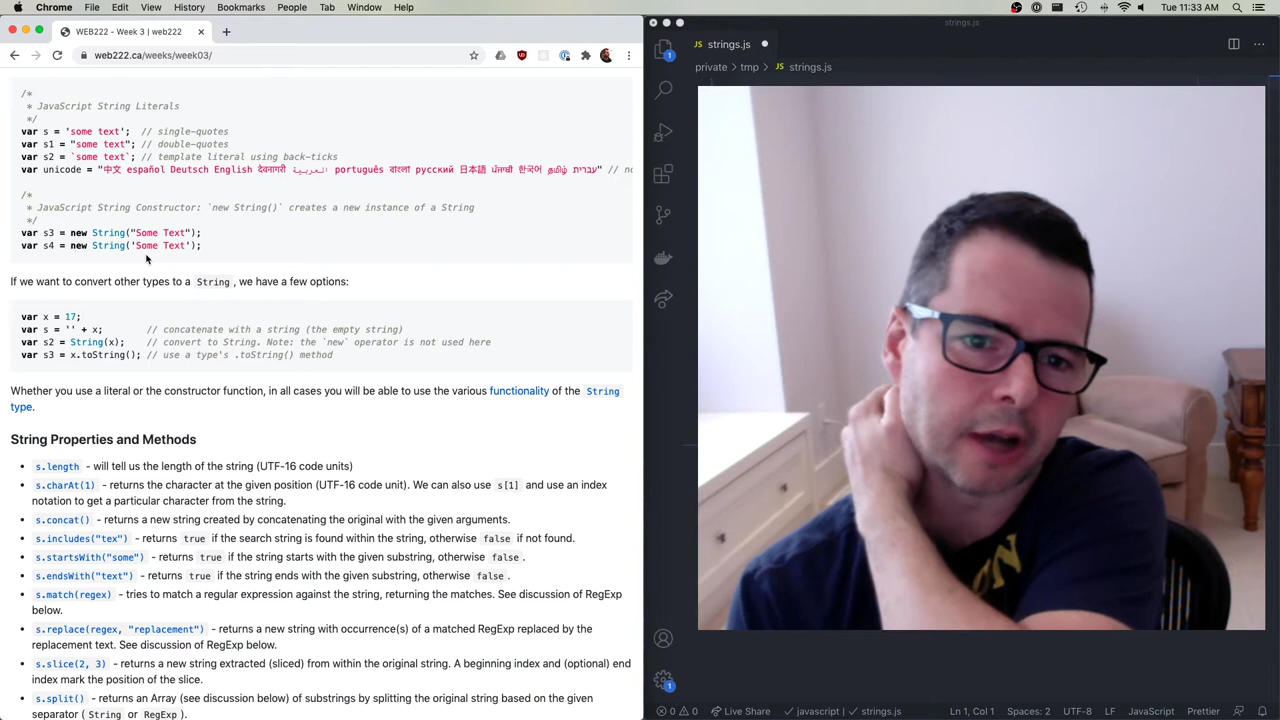 Chrome File Edit View History Bookmarks People Tab Window Help
Tue 11:33 AM
WEB222 - Week 3 | web222
web222.ca/weeks/week03/
/*
* JavaScript String Literals
*/
var s = 'some text'; // single-quotes
var s1 = "some text"; // double-quotes
var s2 = `some text`; // template literal using back-ticks
var unicode = "中文 español Deutsch English देवनागरी العربية português বাংলা русский 日本語 ਪੰਜਾਬੀ 한국어 தமிழ் עברית" // no
/*
* JavaScript String Constructor: `new String()` creates a new instance of a String
*/
var s3 = new String("Some Text");
var s4 = new String('Some Text');
If we want to convert other types to a String, we have a few options:
var x = 17;
var s = '' + x; // concatenate with a string (the empty string)
var s2 = String(x); // convert to String. Note: the `new` operator is not used here
var s3 = x.toString(); // use a type's .toString() method
Whether you use a literal or the constructor function, in all cases you will be able to use the various functionality of the String
type.
String Properties and Methods
• s.length - will tell us the length of the string (UTF-16 code units)
• s.charAt(1) - returns the character at the given position (UTF-16 code unit). We can also use s[1] and use an index
notation to get a particular character from the string.
• s.concat() - returns a new string created by concatenating the original with the given arguments.
• s.includes("tex") - returns true if the search string is found within the string, otherwise false if not found.
• s.startsWith("some") - returns true if the string starts with the given substring, otherwise false.
• s.endsWith("text") - returns true if the string ends with the given substring, otherwise false.
• s.match(regex) - tries to match a regular expression against the string, returning the matches. See discussion of RegExp
below.
• s.replace(regex, "replacement") - returns a new string with occurrence(s) of a matched RegExp replaced by the
replacement text. See discussion of RegExp below.
• s.slice(2, 3) - returns a new string extracted (sliced) from within the original string. A beginning index and (optional) end
index mark the position of the slice.
• s.split() - returns an Array (see discussion below) of substrings by splitting the original string based on the given
separator (String or RegExp).
strings.js
JS strings.js
private > tmp > JS strings.js
1
1
0 0 Live Share javascript | strings.js Ln 1, Col 1 Spaces: 2 UTF-8 LF JavaScript Prettier